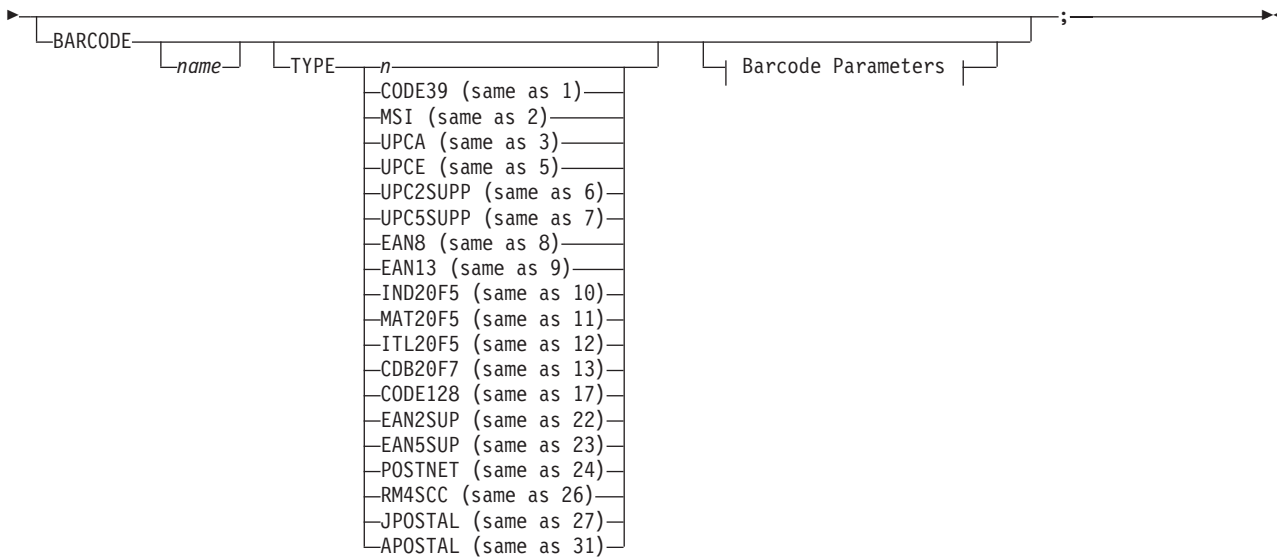 ;
BARCODE
name TYPE n Barcode Parameters
CODE39 (same as 1)
MSI (same as 2)
UPCA (same as 3)
UPCE (same as 5)
UPC2SUPP (same as 6)
UPC5SUPP (same as 7)
EAN8 (same as 8)
EAN13 (same as 9)
IND20F5 (same as 10)
MAT20F5 (same as 11)
ITL20F5 (same as 12)
CDB20F7 (same as 13)
CODE128 (same as 17)
EAN2SUP (same as 22)
EAN5SUP (same as 23)
POSTNET (same as 24)
RM4SCC (same as 26)
JPOSTAL (same as 27)
APOSTAL (same as 31)